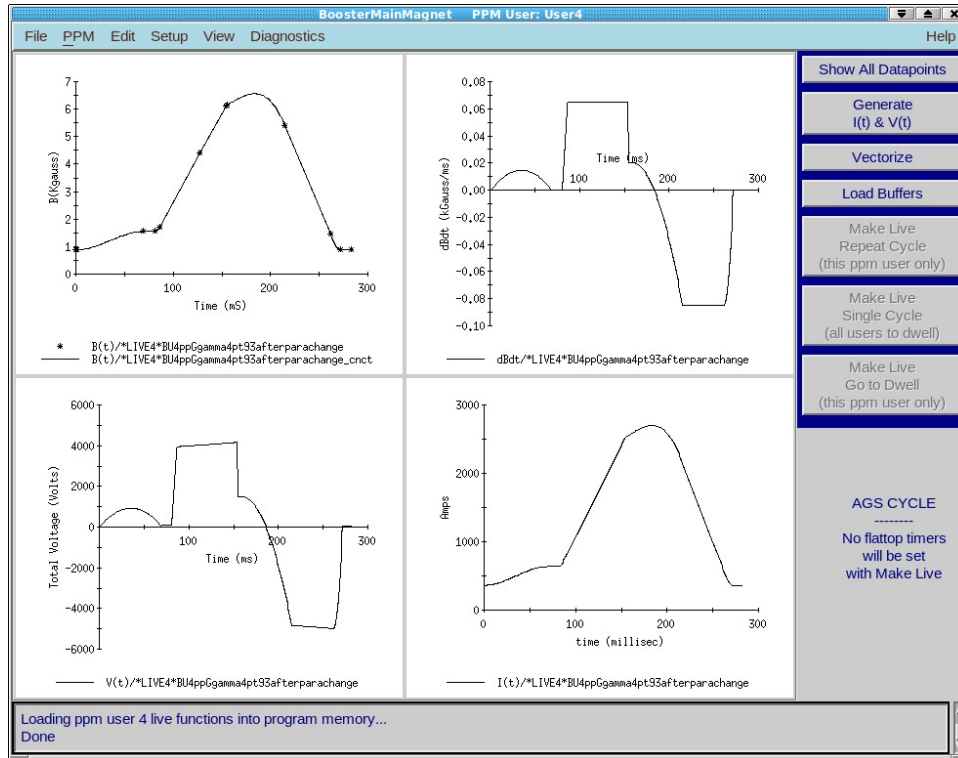 BoosterMainMagnet PPM User: User4
File PPM Edit Setup View Diagnostics Help
7
6
5
4
3
2
1
0
B(Kgauss)
0 100 200 300
Time (mS)
* B(t)/*LIVE4*BU4ppGgamma4pt93afterparachange
B(t)/*LIVE4*BU4ppGgamma4pt93afterparachange_cnct
0.08
0.06
0.04
0.02
0.00
-0.02
-0.04
-0.06
-0.08
-0.10
dBdt (kGauss/ms)
Time (ms)
100 200 300
dBdt/*LIVE4*BU4ppGgamma4pt93afterparachange
6000
4000
2000
0
-2000
-4000
-6000
Total Voltage (Volts)
100 200 300
Time (ms)
V(t)/*LIVE4*BU4ppGgamma4pt93afterparachange
3000
2000
1000
0
Amps
0 100 200 300
time (millisec)
I(t)/*LIVE4*BU4ppGgamma4pt93afterparachange
Show All Datapoints
Generate
I(t) & V(t)
Vectorize
Load Buffers
Make Live
Repeat Cycle
(this ppm user only)
Make Live
Single Cycle
(all users to dwell)
Make Live
Go to Dwell
(this ppm user only)
AGS CYCLE
--------
No flattop timers
will be set
with Make Live
Loading ppm user 4 live functions into program memory...
Done